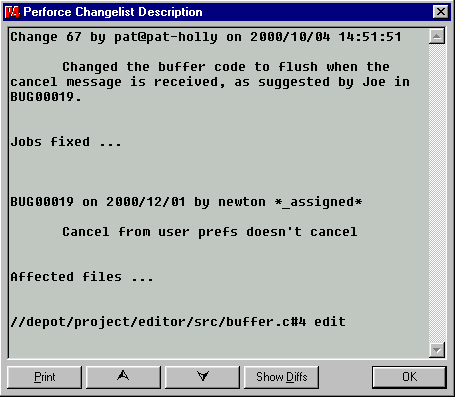 Perforce Changelist Description
Change 67 by pat@pat-holly on 2000/10/04 14:51:51
Changed the buffer code to flush when the
cancel message is received, as suggested by Joe in
BUG00019.
Jobs fixed ...
BUG00019 on 2000/12/01 by newton *_assigned*
Cancel from user prefs doesn't cancel
Affected files ...
//depot/project/editor/src/buffer.c#4 edit
Print
Show Diffs
OK